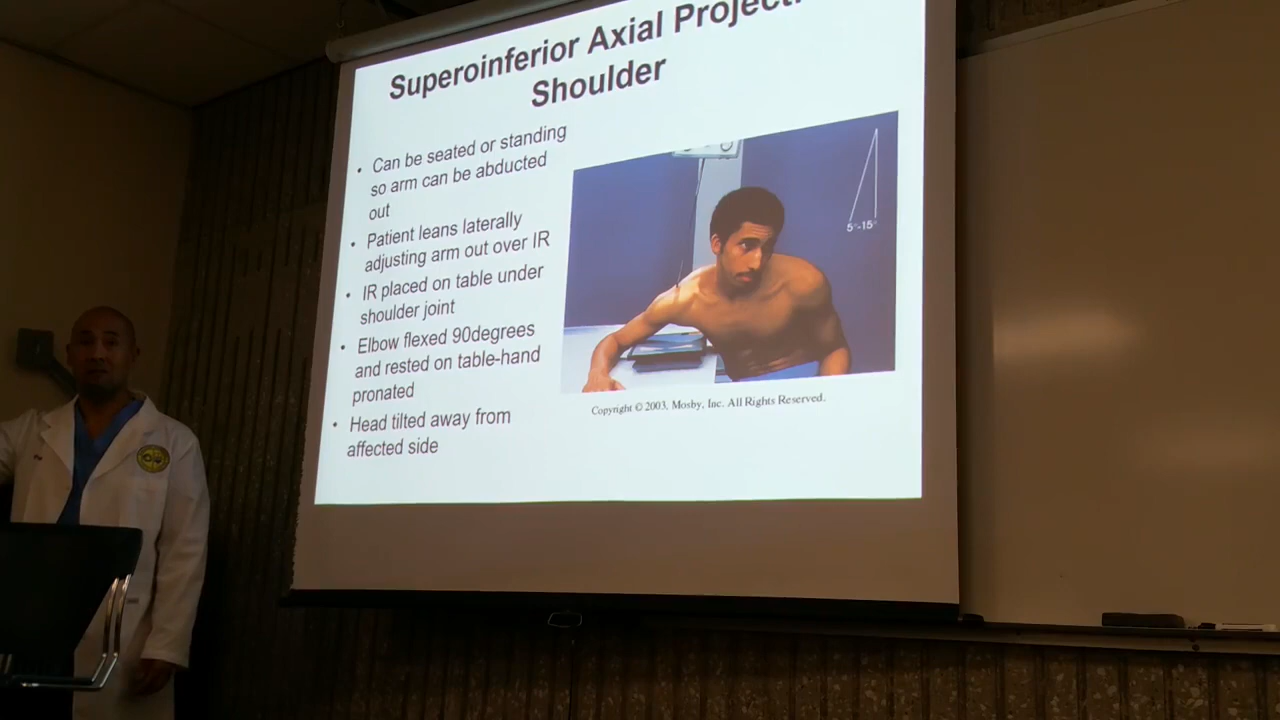 Superoinferior Axial Project
Shoulder
• Can be seated or standing
so arm can be abducted
out
• Patient leans laterally
adjusting arm out over IR
• IR placed on table under
shoulder joint
• Elbow flexed 90degrees
and rested on table-hand
pronated
• Head tilted away from
affected side
5°-15°
Copyright © 2003, Mosby, Inc. All Rights Reserved.